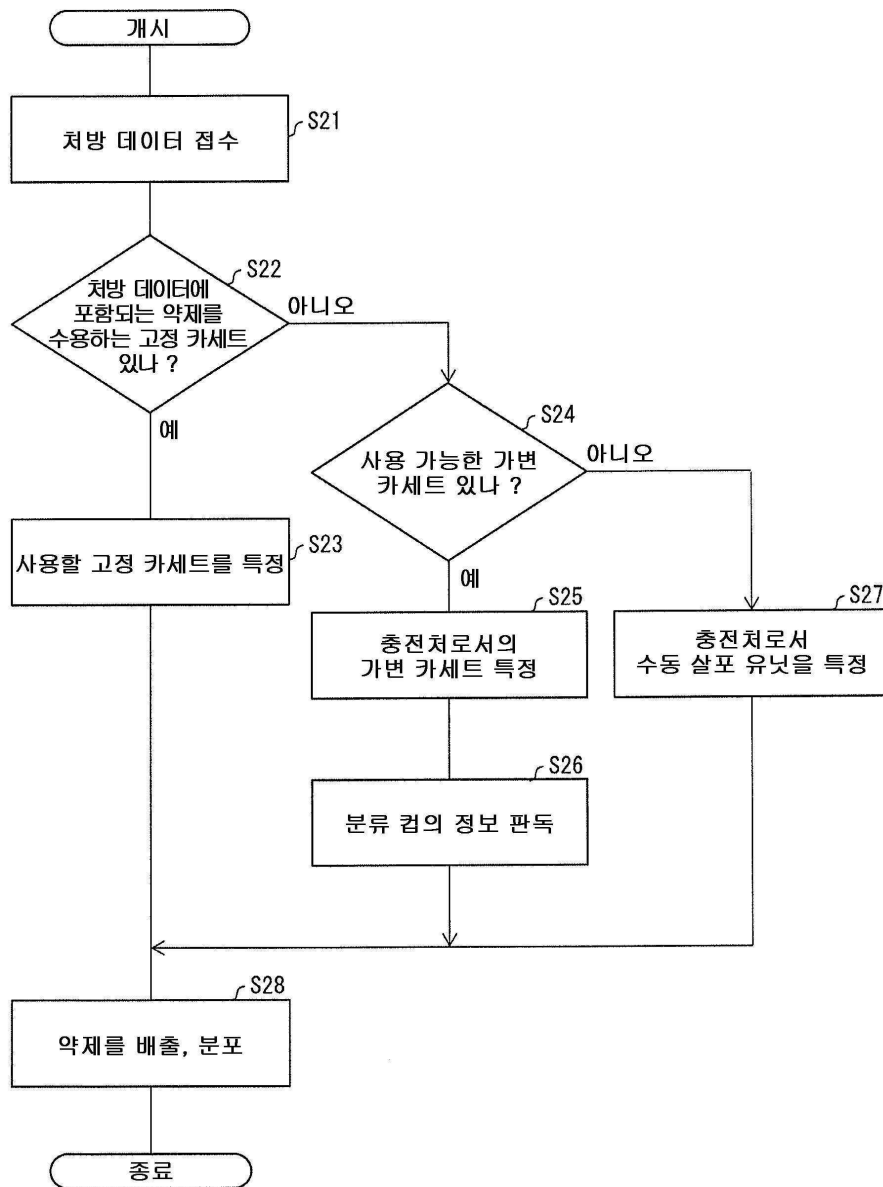 개시
S21
처방 데이터 접수
S22
처방 데이터에
포함되는 약제를
수용하는 고정 카세트
있나 ?
아니오
예
S24
사용 가능한 가변
카세트 있나 ?
아니오
예
S23
사용할 고정 카세트를 특정
S25
충전처로서의
가변 카세트 특정
S27
충전처로서
수동 살포 유닛을 특정
S26
분류 컵의 정보 판독
S28
약제를 배출, 분포
종료